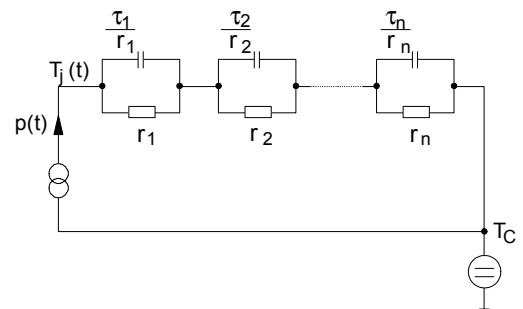 τ1 τ2 τn
r1 r2 rn
Tj(t)
p(t)
r1 r2 rn
TC